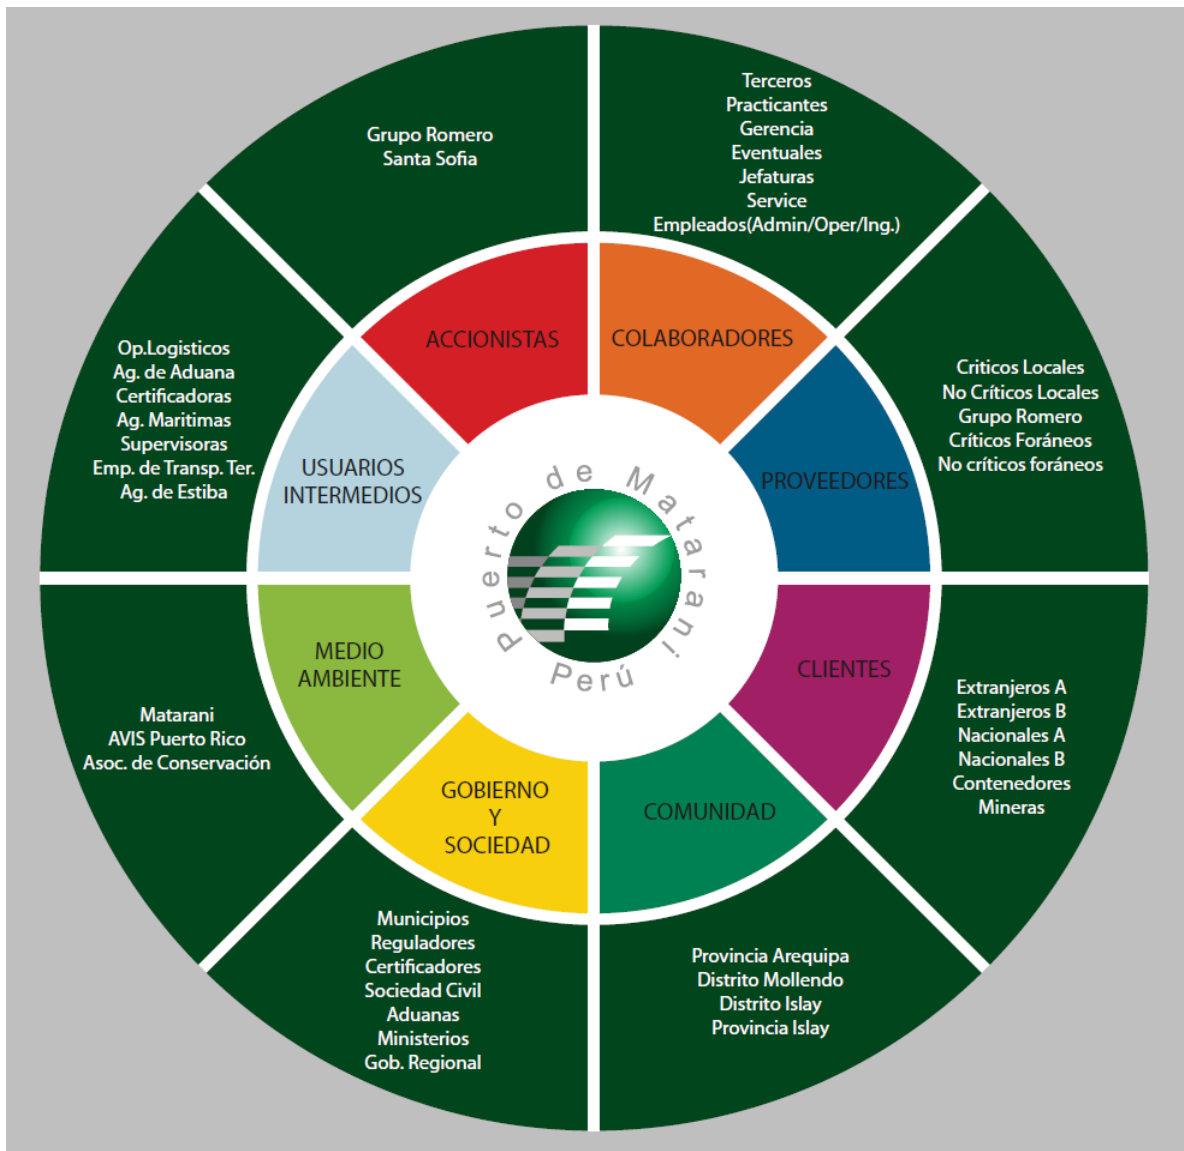 Grupo Romero
Santa Sofia
ACCIONISTAS
Terceros
Practicantes
Gerencia
Eventuales
Jefaturas
Service
Empleados(Admin/Oper/Ing.)
COLABORADORES
Criticos Locales
No Críticos Locales
Grupo Romero
Críticos Foráneos
No críticos foráneos
PROVEEDORES
Extranjeros A
Extranjeros B
Nacionales A
Nacionales B
Contenedores
Mineras
CLIENTES
Provincia Arequipa
Distrito Mollendo
Distrito Islay
Provincia Islay
COMUNIDAD
Municipios
Reguladores
Certificadores
Sociedad Civil
Aduanas
Ministerios
Gob. Regional
GOBIERNO
Y
SOCIEDAD
Matarani
AVIS Puerto Rico
Asoc. de Conservación
MEDIO
AMBIENTE
Op.Logisticos
Ag. de Aduana
Certificadoras
Ag. Maritimas
Supervisoras
Emp. de Transp. Ter.
Ag. de Estiba
USUARIOS
INTERMEDIOS
Puerto de Matarani
Perú